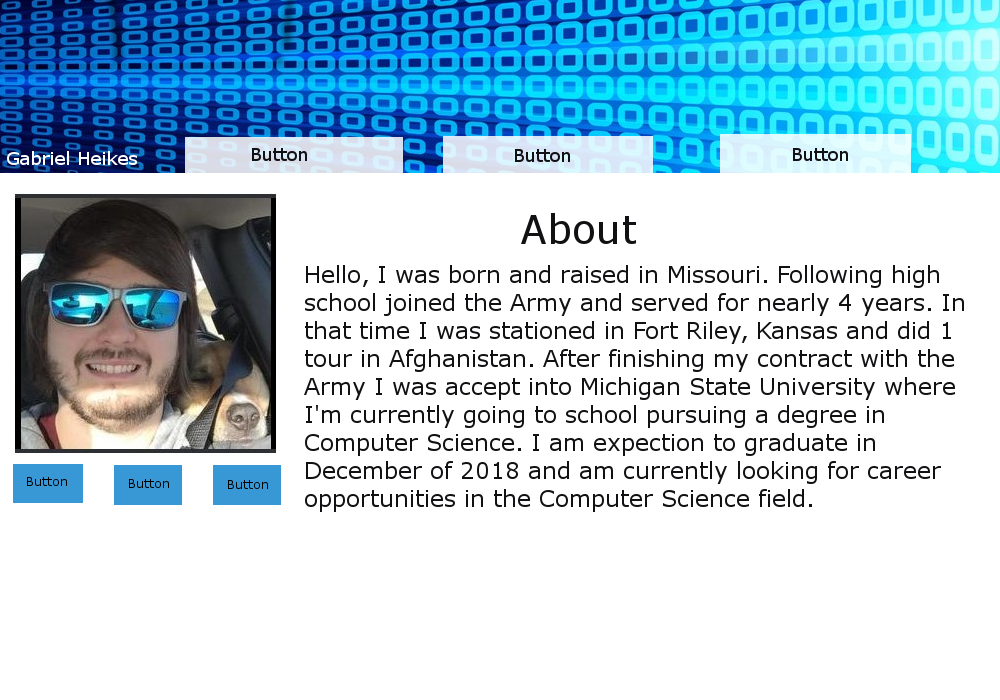 Gabriel Heikes
Button
Button
Button
About
Hello, I was born and raised in Missouri. Following high
school joined the Army and served for nearly 4 years. In
that time I was stationed in Fort Riley, Kansas and did 1
tour in Afghanistan. After finishing my contract with the
Army I was accept into Michigan State University where
I'm currently going to school pursuing a degree in
Computer Science. I am expection to graduate in
December of 2018 and am currently looking for career
opportunities in the Computer Science field.
Button
Button
Button